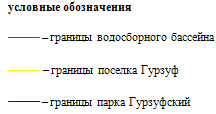 условные обозначения
– границы водосборного бассейна
– границы поселка Гурзуф
– границы парка Гурзуфский